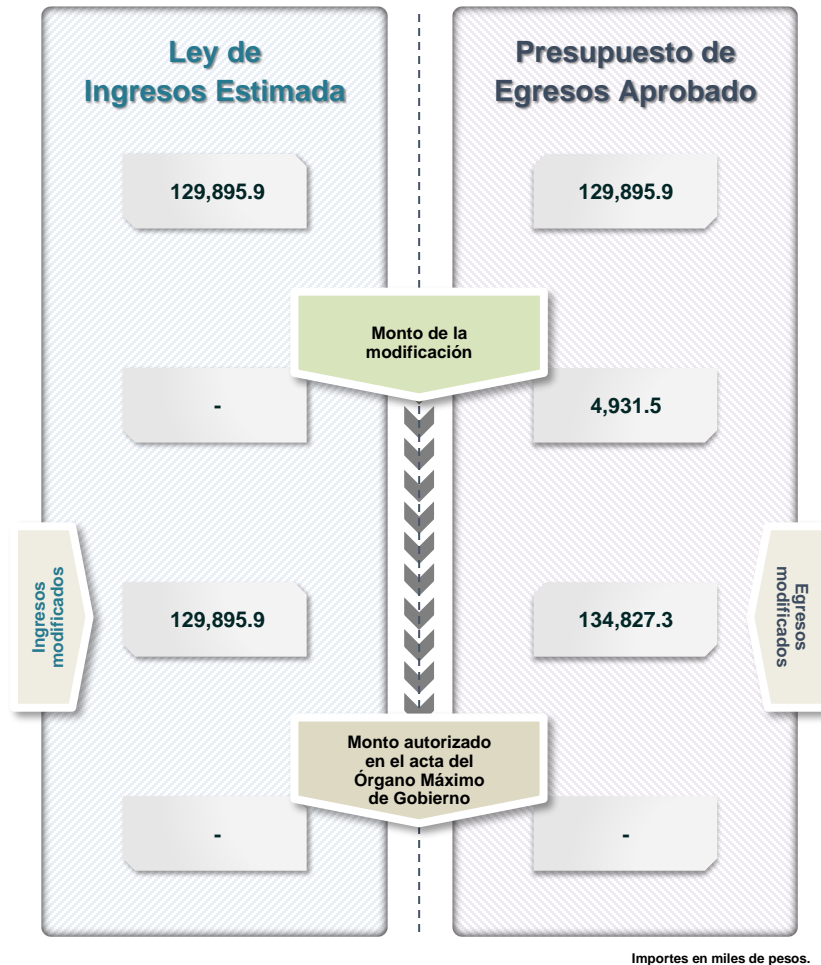 Ley de
Ingresos Estimada
Presupuesto de
Egresos Aprobado
129,895.9
129,895.9
Monto de la
modificación
-
4,931.5
Ingresos
modificados
129,895.9
134,827.3
Egresos
modificados
Monto autorizado
en el acta del
Órgano Máximo
de Gobierno
-
-
Importes en miles de pesos.